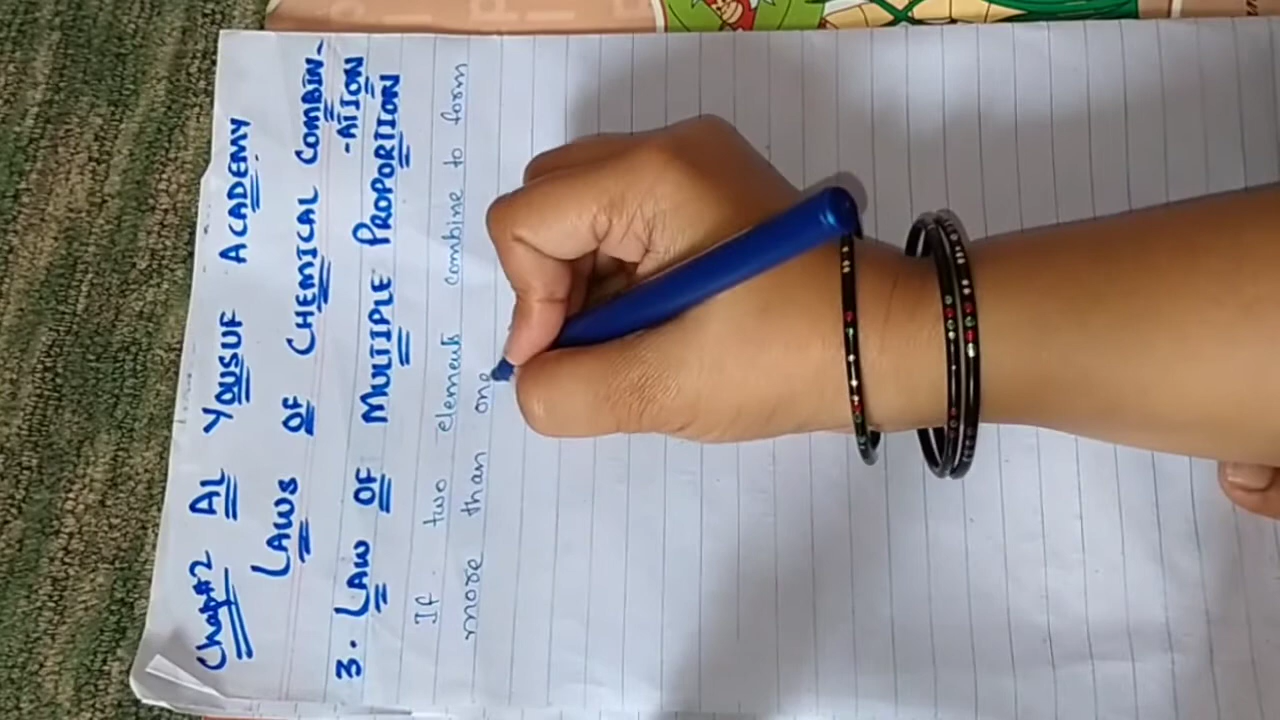 Chap#2 AL YOUSUF ACADEMY
LAWS OF CHEMICAL COMBIN-
-ATION
3. LAW OF MULTIPLE PROPORTION
If two elements combine to form
more than one